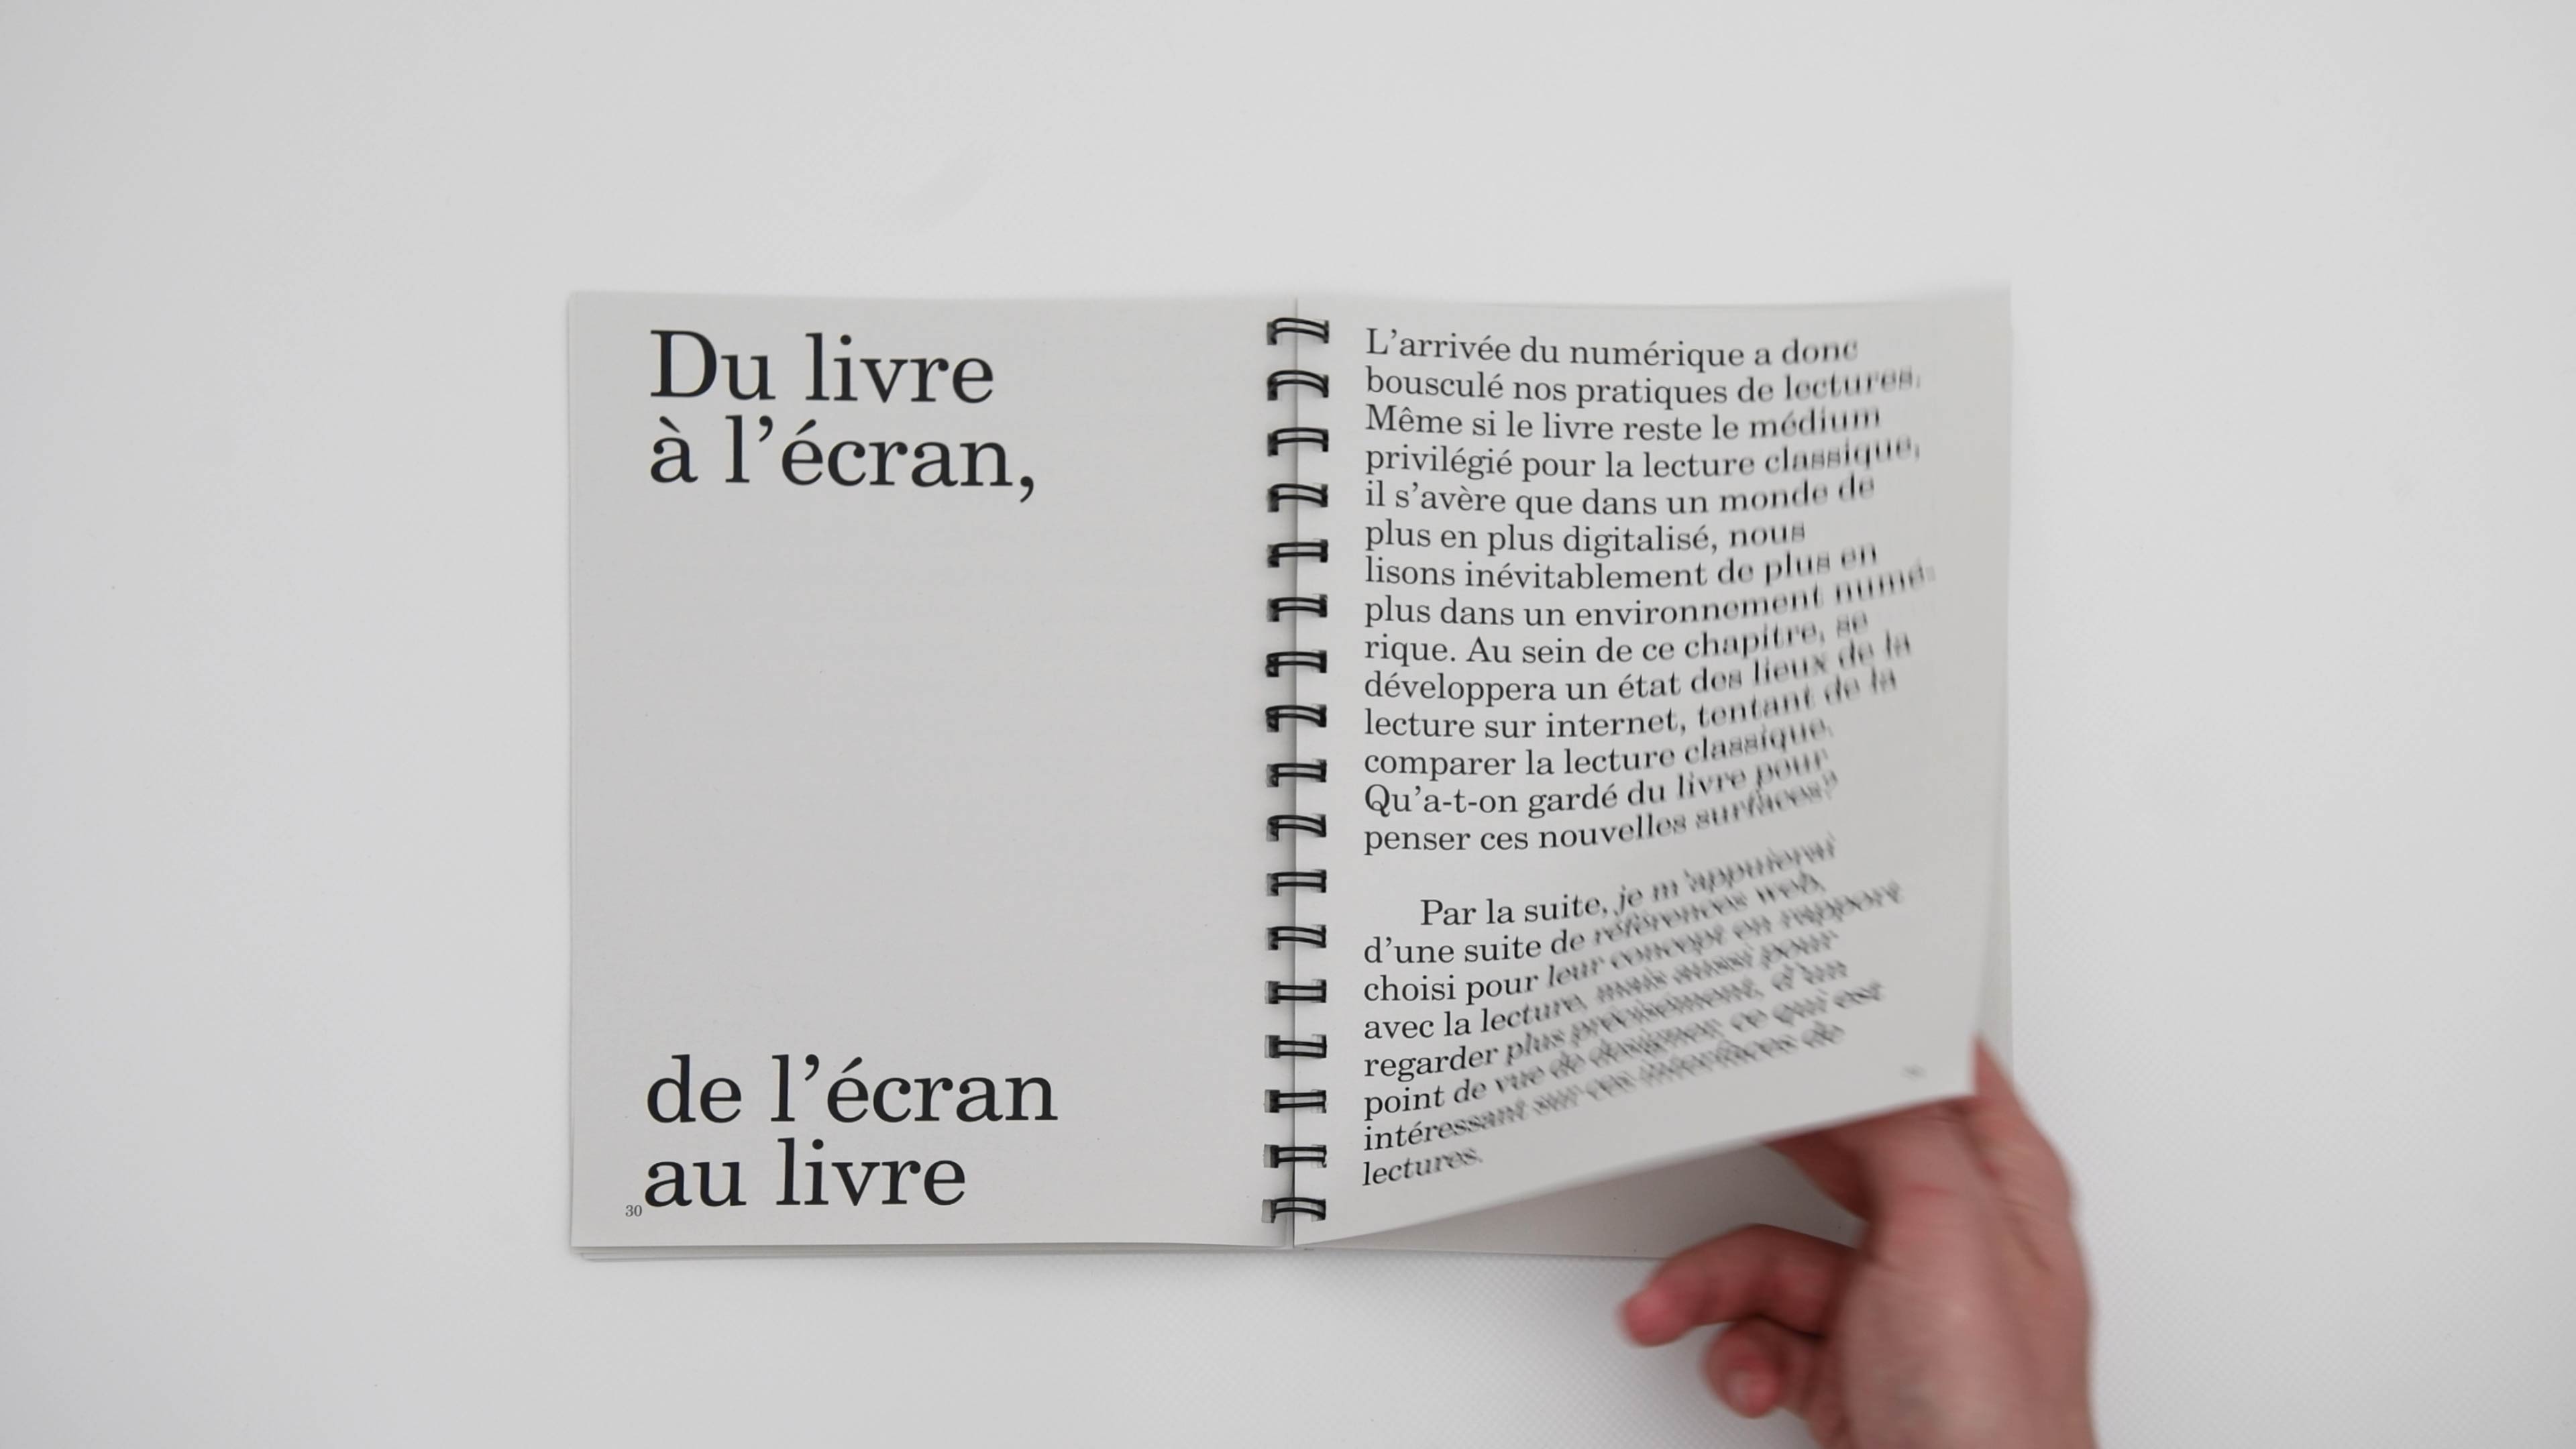 Du livre
à l’écran,
de l’écran
au livre
30
L’arrivée du numérique a donc
bousculé nos pratiques de lectures.
Même si le livre reste le médium
privilégié pour la lecture classique,
il s’avère que dans un monde de
plus en plus digitalisé, nous
lisons inévitablement de plus en
plus dans un environnement numé-
rique. Au sein de ce chapitre, se
développera un état des lieux de la
lecture sur internet, tentant de la
comparer la lecture classique.
Qu’a-t-on gardé du livre pour
penser ces nouvelles surfaces?
Par la suite, je m’appuierai
d’une suite de références web,
choisi pour leur concept en rapport
avec la lecture, mais aussi pour
regarder plus précisément, d’un
point de vue de designer, ce qui est
intéressant sur ces interfaces de
lectures.